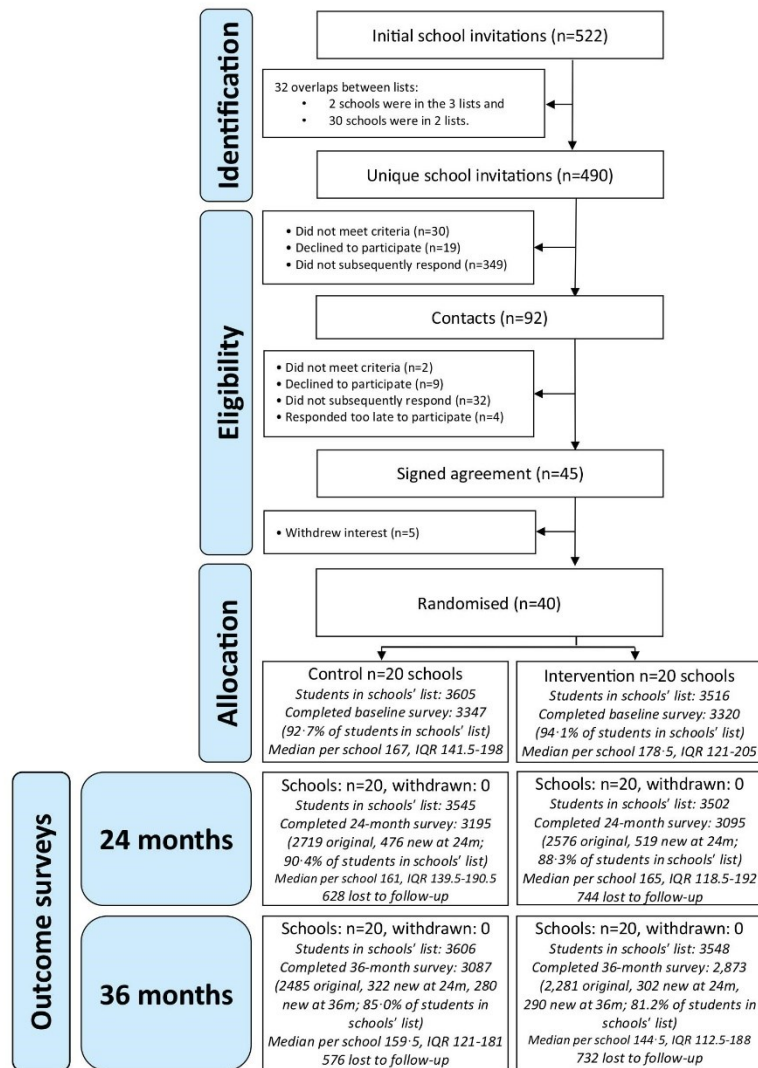 Identification
Initial school invitations (n=522)
32 overlaps between lists:
• 2 schools were in the 3 lists and
• 30 schools were in 2 lists.
Unique school invitations (n=490)
Eligibility
• Did not meet criteria (n=30)
• Declined to participate (n=19)
• Did not subsequently respond (n=349)
Contacts (n=92)
• Did not meet criteria (n=2)
• Declined to participate (n=9)
• Did not subsequently respond (n=32)
• Responded too late to participate (n=4)
Signed agreement (n=45)
• Withdrew interest (n=5)
Allocation
Randomised (n=40)
Control n=20 schools
Students in schools' list: 3605
Completed baseline survey: 3347
(92·7% of students in schools' list)
Median per school 167, IQR 141.5-198
Intervention n=20 schools
Students in schools' list: 3516
Completed baseline survey: 3320
(94·1% of students in schools' list)
Median per school 178·5, IQR 121-205
Outcome surveys
24 months
Schools: n=20, withdrawn: 0
Students in schools' list: 3545
Completed 24-month survey: 3195
(2719 original, 476 new at 24m;
90·4% of students in schools' list)
Median per school 161, IQR 139.5-190.5
628 lost to follow-up
Schools: n=20, withdrawn: 0
Students in schools' list: 3502
Completed 24-month survey: 3095
(2576 original, 519 new at 24m;
88·3% of students in schools' list)
Median per school 165, IQR 118.5-192
744 lost to follow-up
36 months
Schools: n=20, withdrawn: 0
Students in schools' list: 3606
Completed 36-month survey: 3087
(2485 original, 322 new at 24m, 280
new at 36m; 85·0% of students in
schools' list)
Median per school 159·5, IQR 121-181
576 lost to follow-up
Schools: n=20, withdrawn: 0
Students in schools' list: 3548
Completed 36-month survey: 2,873
(2,281 original, 302 new at 24m,
290 new at 36m; 81.2% of students in
schools' list)
Median per school 144·5, IQR 112.5-188
732 lost to follow-up